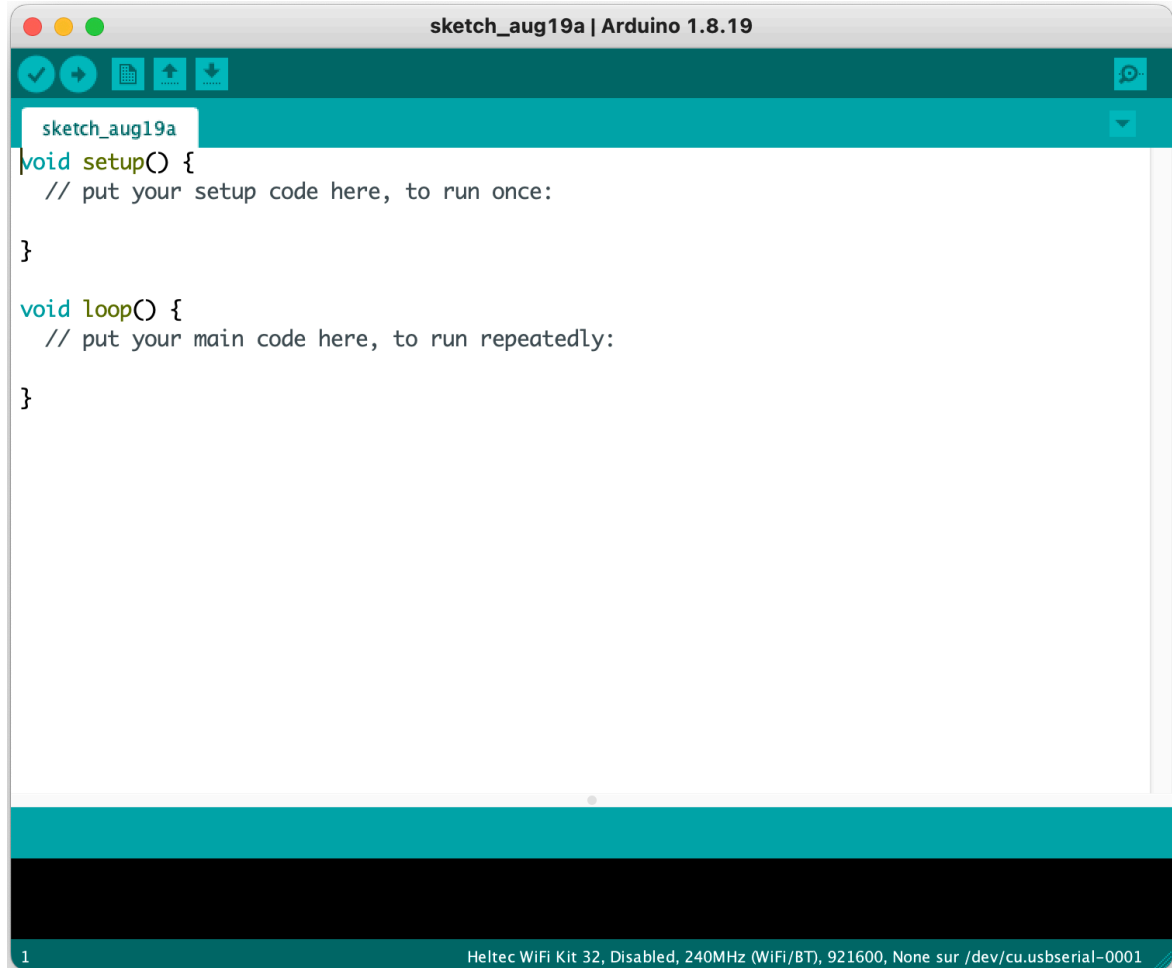 sketch_aug19a | Arduino 1.8.19
sketch_aug19a
void setup() {
  // put your setup code here, to run once:
}
void loop() {
  // put your main code here, to run repeatedly:
}
1
Heltec WiFi Kit 32, Disabled, 240MHz (WiFi/BT), 921600, None sur /dev/cu.usbserial-0001